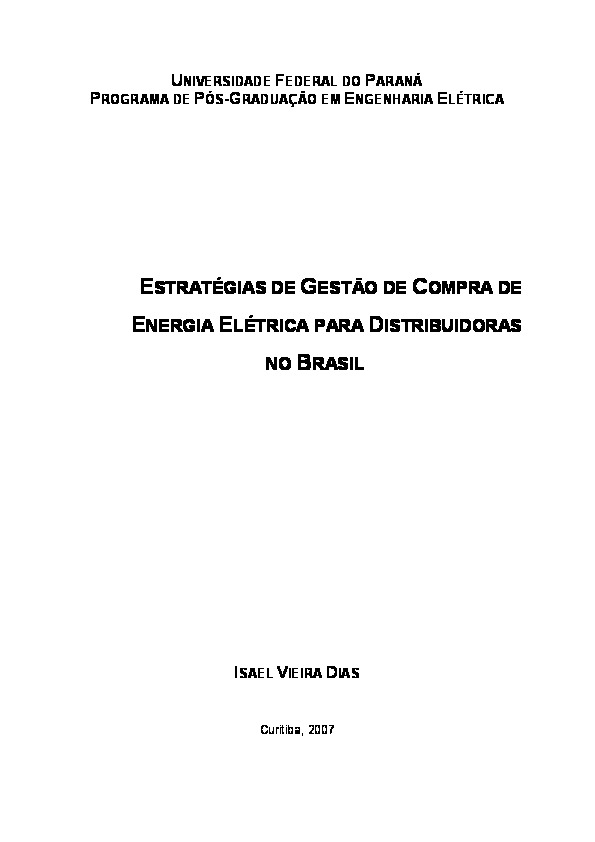 UNIVERSIDADE FEDERAL DO PARANÁ
PROGRAMA DE PÓS-GRADUAÇÃO EM ENGENHARIA ELÉTRICA
ESTRATÉGIAS DE GESTÃO DE COMPRA DE
ENERGIA ELÉTRICA PARA DISTRIBUIDORAS
NO BRASIL
ISAEL VIEIRA DIAS
Curitiba, 2007